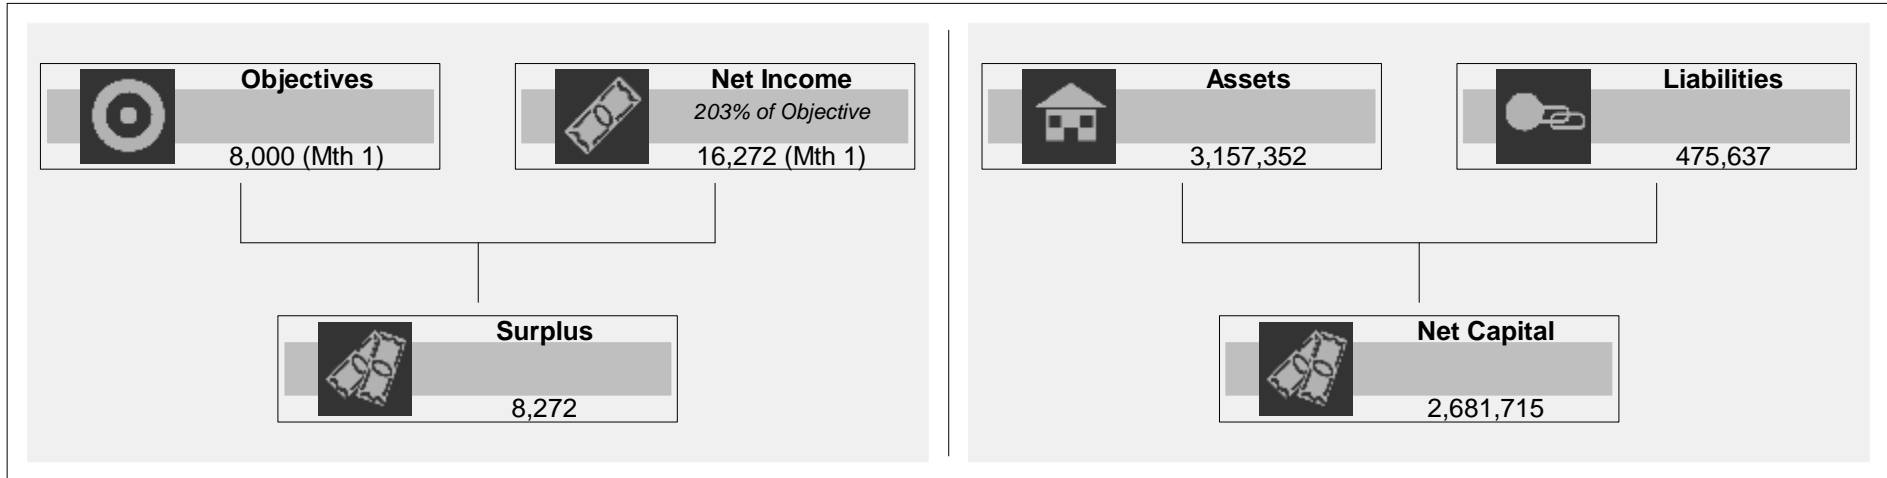 Objectives
8,000 (Mth 1)
Net Income
203% of Objective
16,272 (Mth 1)
Surplus
8,272
Assets
3,157,352
Liabilities
475,637
Net Capital
2,681,715